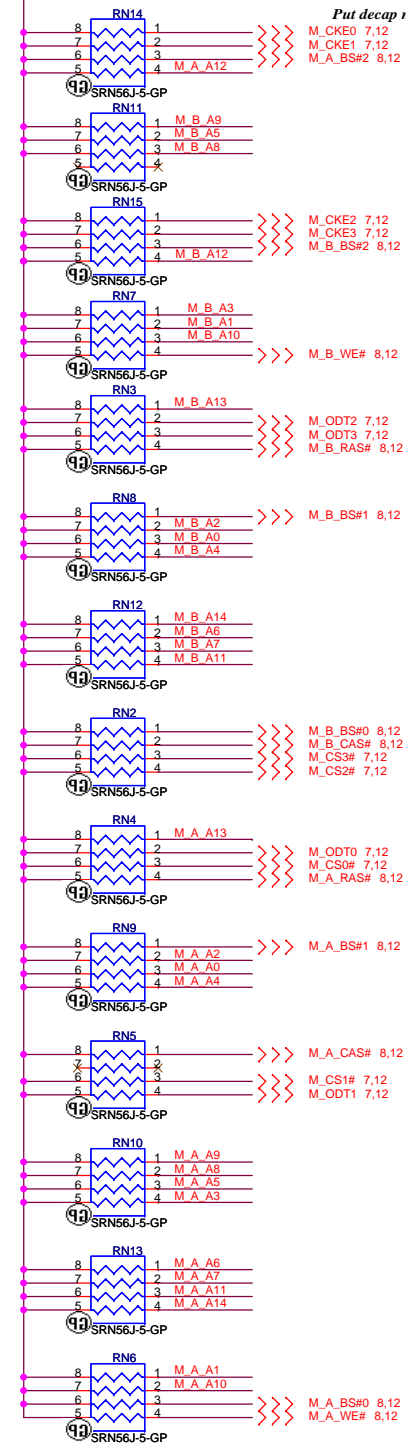 Put decap n
RN14
8 1 M_CKE0 7,12
7 2 M_CKE1 7,12
6 3 M_A_BS#2 8,12
5 4 M_A_A12
GP SRN56J-5-GP
RN11
8 1 M_B_A9
7 2 M_B_A5
6 3 M_B_A8
5 4
GP SRN56J-5-GP
RN15
8 1 M_CKE2 7,12
7 2 M_CKE3 7,12
6 3 M_B_BS#2 8,12
5 4 M_B_A12
GP SRN56J-5-GP
RN7
8 1 M_B_A3
7 2 M_B_A1
6 3 M_B_A10
5 4 M_B_WE# 8,12
GP SRN56J-5-GP
RN3
8 1 M_B_A13
7 2 M_ODT2 7,12
6 3 M_ODT3 7,12
5 4 M_B_RAS# 8,12
GP SRN56J-5-GP
RN8
8 1 M_B_BS#1 8,12
7 2 M_B_A2
6 3 M_B_A0
5 4 M_B_A4
GP SRN56J-5-GP
RN12
8 1 M_B_A14
7 2 M_B_A6
6 3 M_B_A7
5 4 M_B_A11
GP SRN56J-5-GP
RN2
8 1 M_B_BS#0 8,12
7 2 M_B_CAS# 8,12
6 3 M_CS3# 7,12
5 4 M_CS2# 7,12
GP SRN56J-5-GP
RN4
8 1 M_A_A13
7 2 M_ODT0 7,12
6 3 M_CS0# 7,12
5 4 M_A_RAS# 8,12
GP SRN56J-5-GP
RN9
8 1 M_A_BS#1 8,12
7 2 M_A_A2
6 3 M_A_A0
5 4 M_A_A4
GP SRN56J-5-GP
RN5
8 1 M_A_CAS# 8,12
7 2
6 3 M_CS1# 7,12
5 4 M_ODT1 7,12
GP SRN56J-5-GP
RN10
8 1 M_A_A9
7 2 M_A_A8
6 3 M_A_A5
5 4 M_A_A3
GP SRN56J-5-GP
RN13
8 1 M_A_A6
7 2 M_A_A7
6 3 M_A_A11
5 4 M_A_A14
GP SRN56J-5-GP
RN6
8 1 M_A_A1
7 2 M_A_A10
6 3 M_A_BS#0 8,12
5 4 M_A_WE# 8,12
GP SRN56J-5-GP